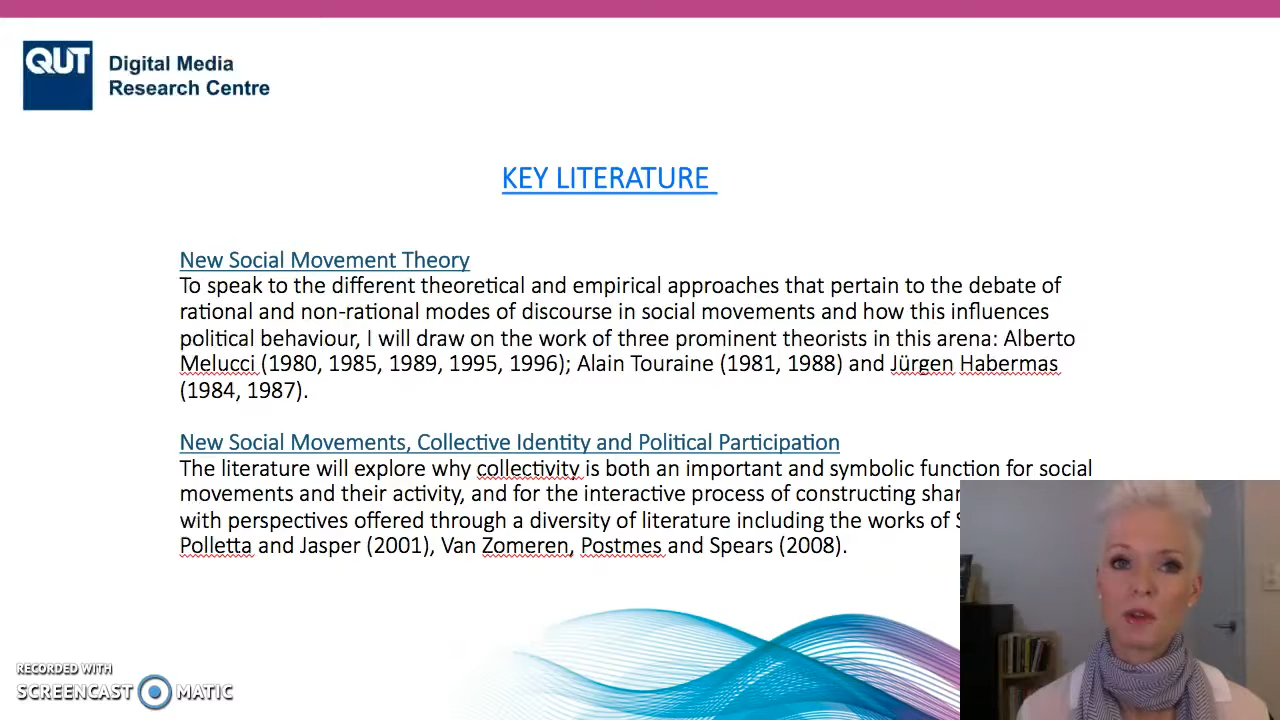 QUT
Digital Media
Research Centre
KEY LITERATURE
New Social Movement Theory
To speak to the different theoretical and empirical approaches that pertain to the debate of
rational and non-rational modes of discourse in social movements and how this influences
political behaviour, I will draw on the work of three prominent theorists in this arena: Alberto
Melucci (1980, 1985, 1989, 1995, 1996); Alain Touraine (1981, 1988) and Jürgen Habermas
(1984, 1987).
New Social Movements, Collective Identity and Political Participation
The literature will explore why collectivity is both an important and symbolic function for social
movements and their activity, and for the interactive process of constructing
with perspectives offered through a diversity of literature including the works of
Polletta and Jasper (2001), Van Zomeren, Postmes and Spears (2008).
RECORDED WITH
SCREENCAST MATIC